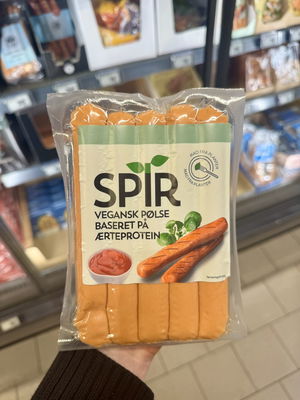 SPIR
VEGANSK PØLSE
BASERET PÅ
ÆRTEPROTEIN